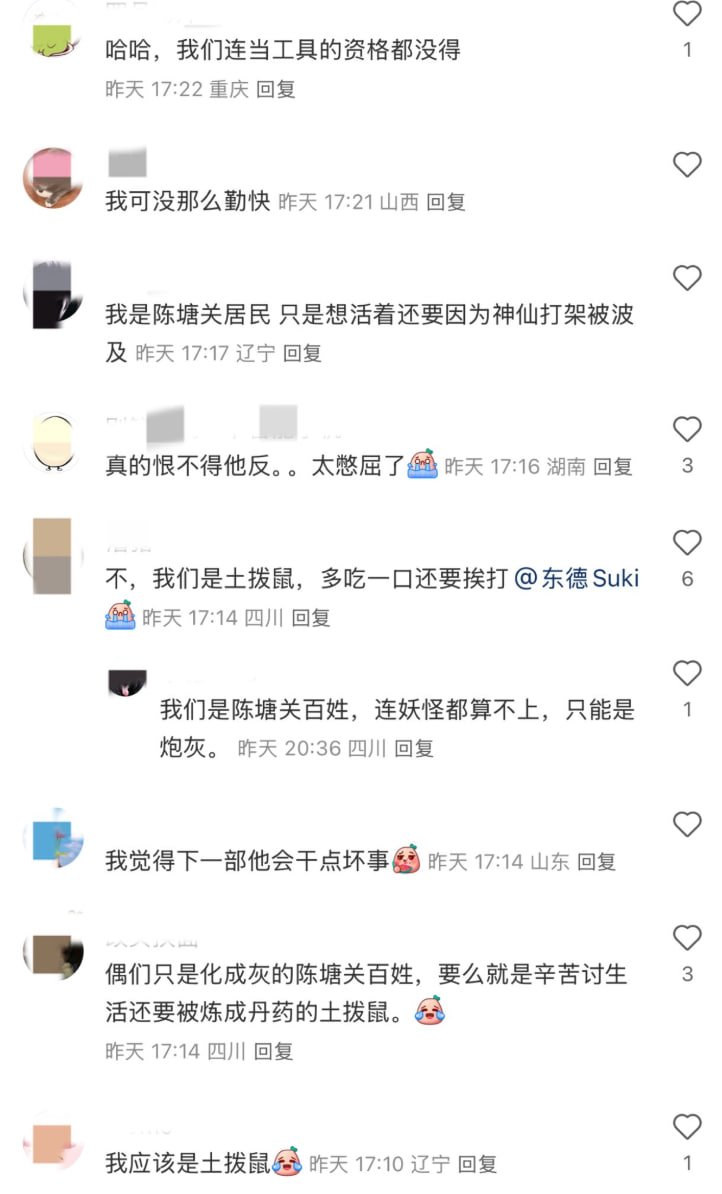 哈哈，我们连当工具的资格都没得
1
昨天 17:22 重庆 回复
我可没那么勤快 昨天 17:21 山西 回复
我是陈塘关居民 只是想活着还要因为神仙打架被波
及 昨天 17:17 辽宁 回复
真的恨不得他反。。太憋屈了 昨天 17:16 湖南 回复
3
不，我们是土拨鼠，多吃一口还要挨打@东德Suki
6
昨天 17:14 四川 回复
我们是陈塘关百姓，连妖怪都算不上，只能是
1
炮灰。 昨天 20:36 四川 回复
我觉得下一部他会干点坏事 昨天 17:14 山东 回复
偶们只是化成灰的陈塘关百姓，要么就是辛苦讨生
3
活还要被炼成丹药的土拨鼠。
昨天 17:14 四川 回复
我应该是土拨鼠 昨天 17:10 辽宁 回复
1